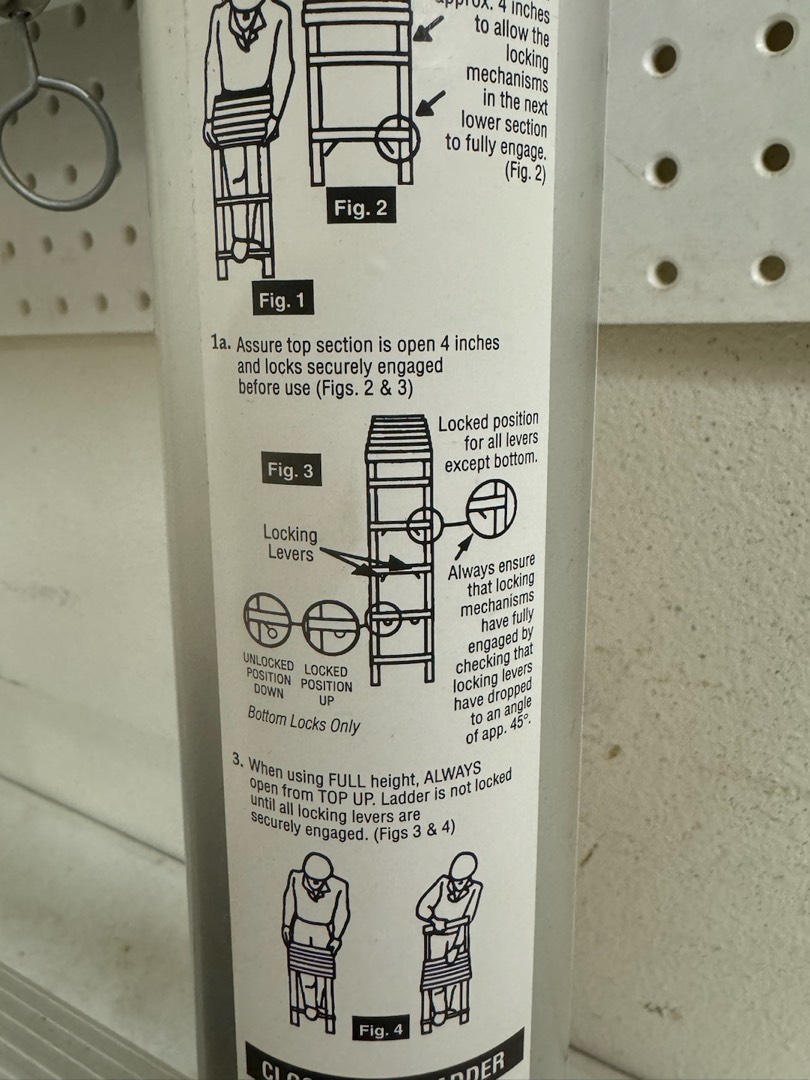 approx. 4 inches
to allow the
locking
mechanisms
in the next
lower section
to fully engage.
(Fig. 2)
Fig. 2
Fig. 1
1a. Assure top section is open 4 inches
and locks securely engaged
before use (Figs. 2 & 3)
Locked position
for all levers
except bottom.
Fig. 3
Locking
Levers
Always ensure
that locking
mechanisms
have fully
engaged by
checking that
locking levers
have dropped
to an angle
of app. 45°.
UNLOCKED
POSITION
DOWN
LOCKED
POSITION
UP
Bottom Locks Only
3. When using FULL height, ALWAYS
open from TOP UP. Ladder is not locked
until all locking levers are
securely engaged. (Figs 3 & 4)
Fig. 4